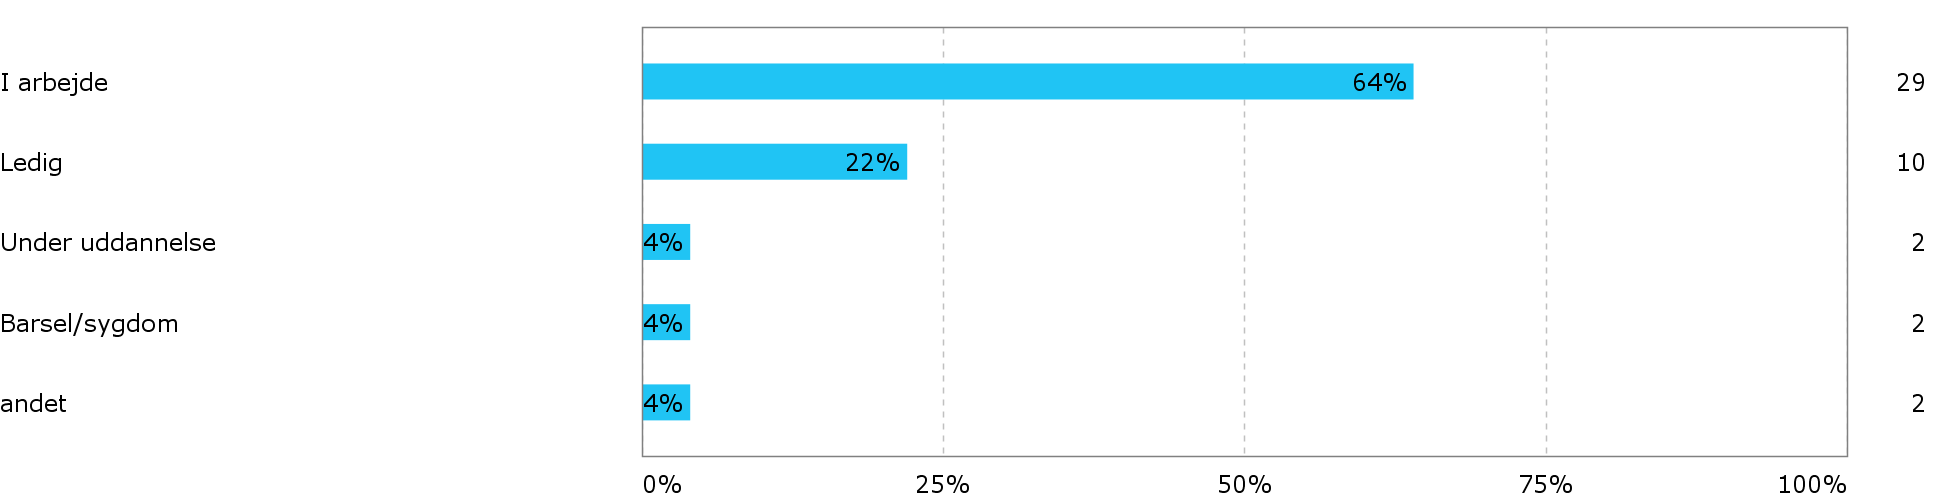 I arbejde 64% 29
Ledig 22% 10
Under uddannelse 4% 2
Barsel/sygdom 4% 2
andet 4% 2
0% 25% 50% 75% 100%